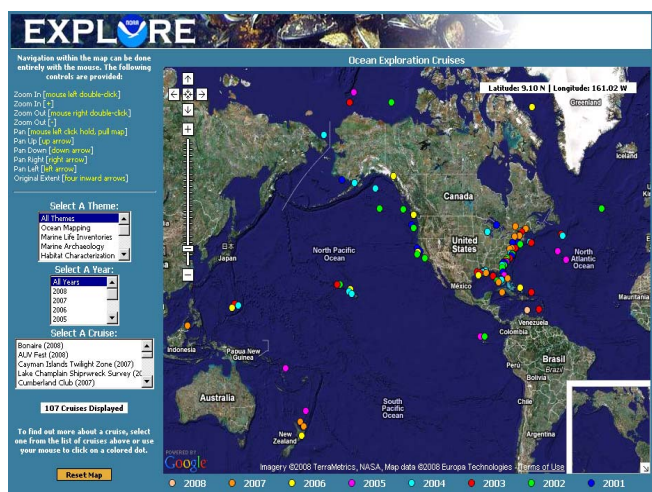 EXPLORE
NOAA
Navigation within the map can be done
entirely with the mouse. The following
controls are provided:
Zoom In [mouse left double-click]
Zoom In [+]
Zoom Out [mouse right double-click]
Zoom Out [-]
Pan [mouse left click hold, pull map]
Pan Up [up arrow]
Pan Down [down arrow]
Pan Right [right arrow]
Pan Left [left arrow]
Original Extent [four inward arrows]
Select A Theme:
All Themes
Ocean Mapping
Marine Life Inventories
Marine Archaeology
Habitat Characterization
Select A Year:
All Years
2008
2007
2006
2005
Select A Cruise:
Bonaire (2008)
AUV Fest (2008)
Cayman Islands Twilight Zone (2007)
Lake Champlain Shipwreck Survey (20
Cumberland Club (2007)
107 Cruises Displayed
To find out more about a cruise, select
one from the list of cruises above or use
your mouse to click on a colored dot.
Reset Map
Ocean Exploration Cruises
Latitude: 9.10 N | Longitude: 161.02 W
Greenland
Iceland
Canada
United
States
North Pacific
Ocean
North
Atlantic
Ocean
日本
Japan
México
Mauritania
Venezuela
Colombia
Indonesia
Papua New
Guinea
Perú
Brasil
Brazil
Bolivia
Australia
South
Pacific
Ocean
Chile
New
Zealand
Argentina
POWERED BY
Google
Imagery ©2008 TerraMetrics, NASA, Map data ©2008 Europa Technologies - Terms of Use
2008 2007 2006 2005 2004 2003 2002 2001